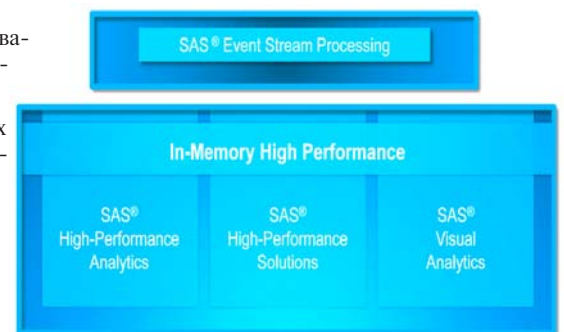 ва-
-
х
-
SAS® Event Stream Processing
In-Memory High Performance
SAS®
High-Performance
Analytics
SAS®
High-Performance
Solutions
SAS®
Visual
Analytics